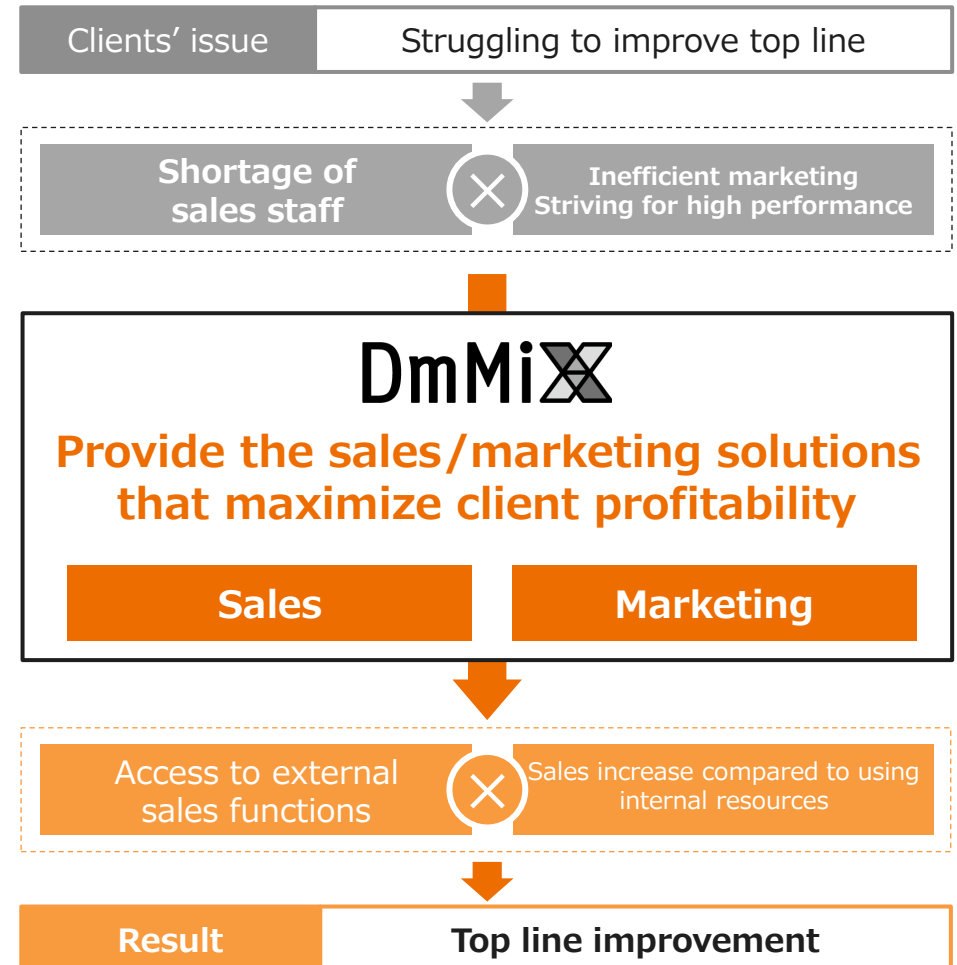 Clients’ issue
Struggling to improve top line
Shortage of
sales staff
Inefficient marketing
Striving for high performance
DmMiX
Provide the sales/marketing solutions
that maximize client profitability
Sales
Marketing
Access to external
sales functions
Sales increase compared to using
internal resources
Result
Top line improvement